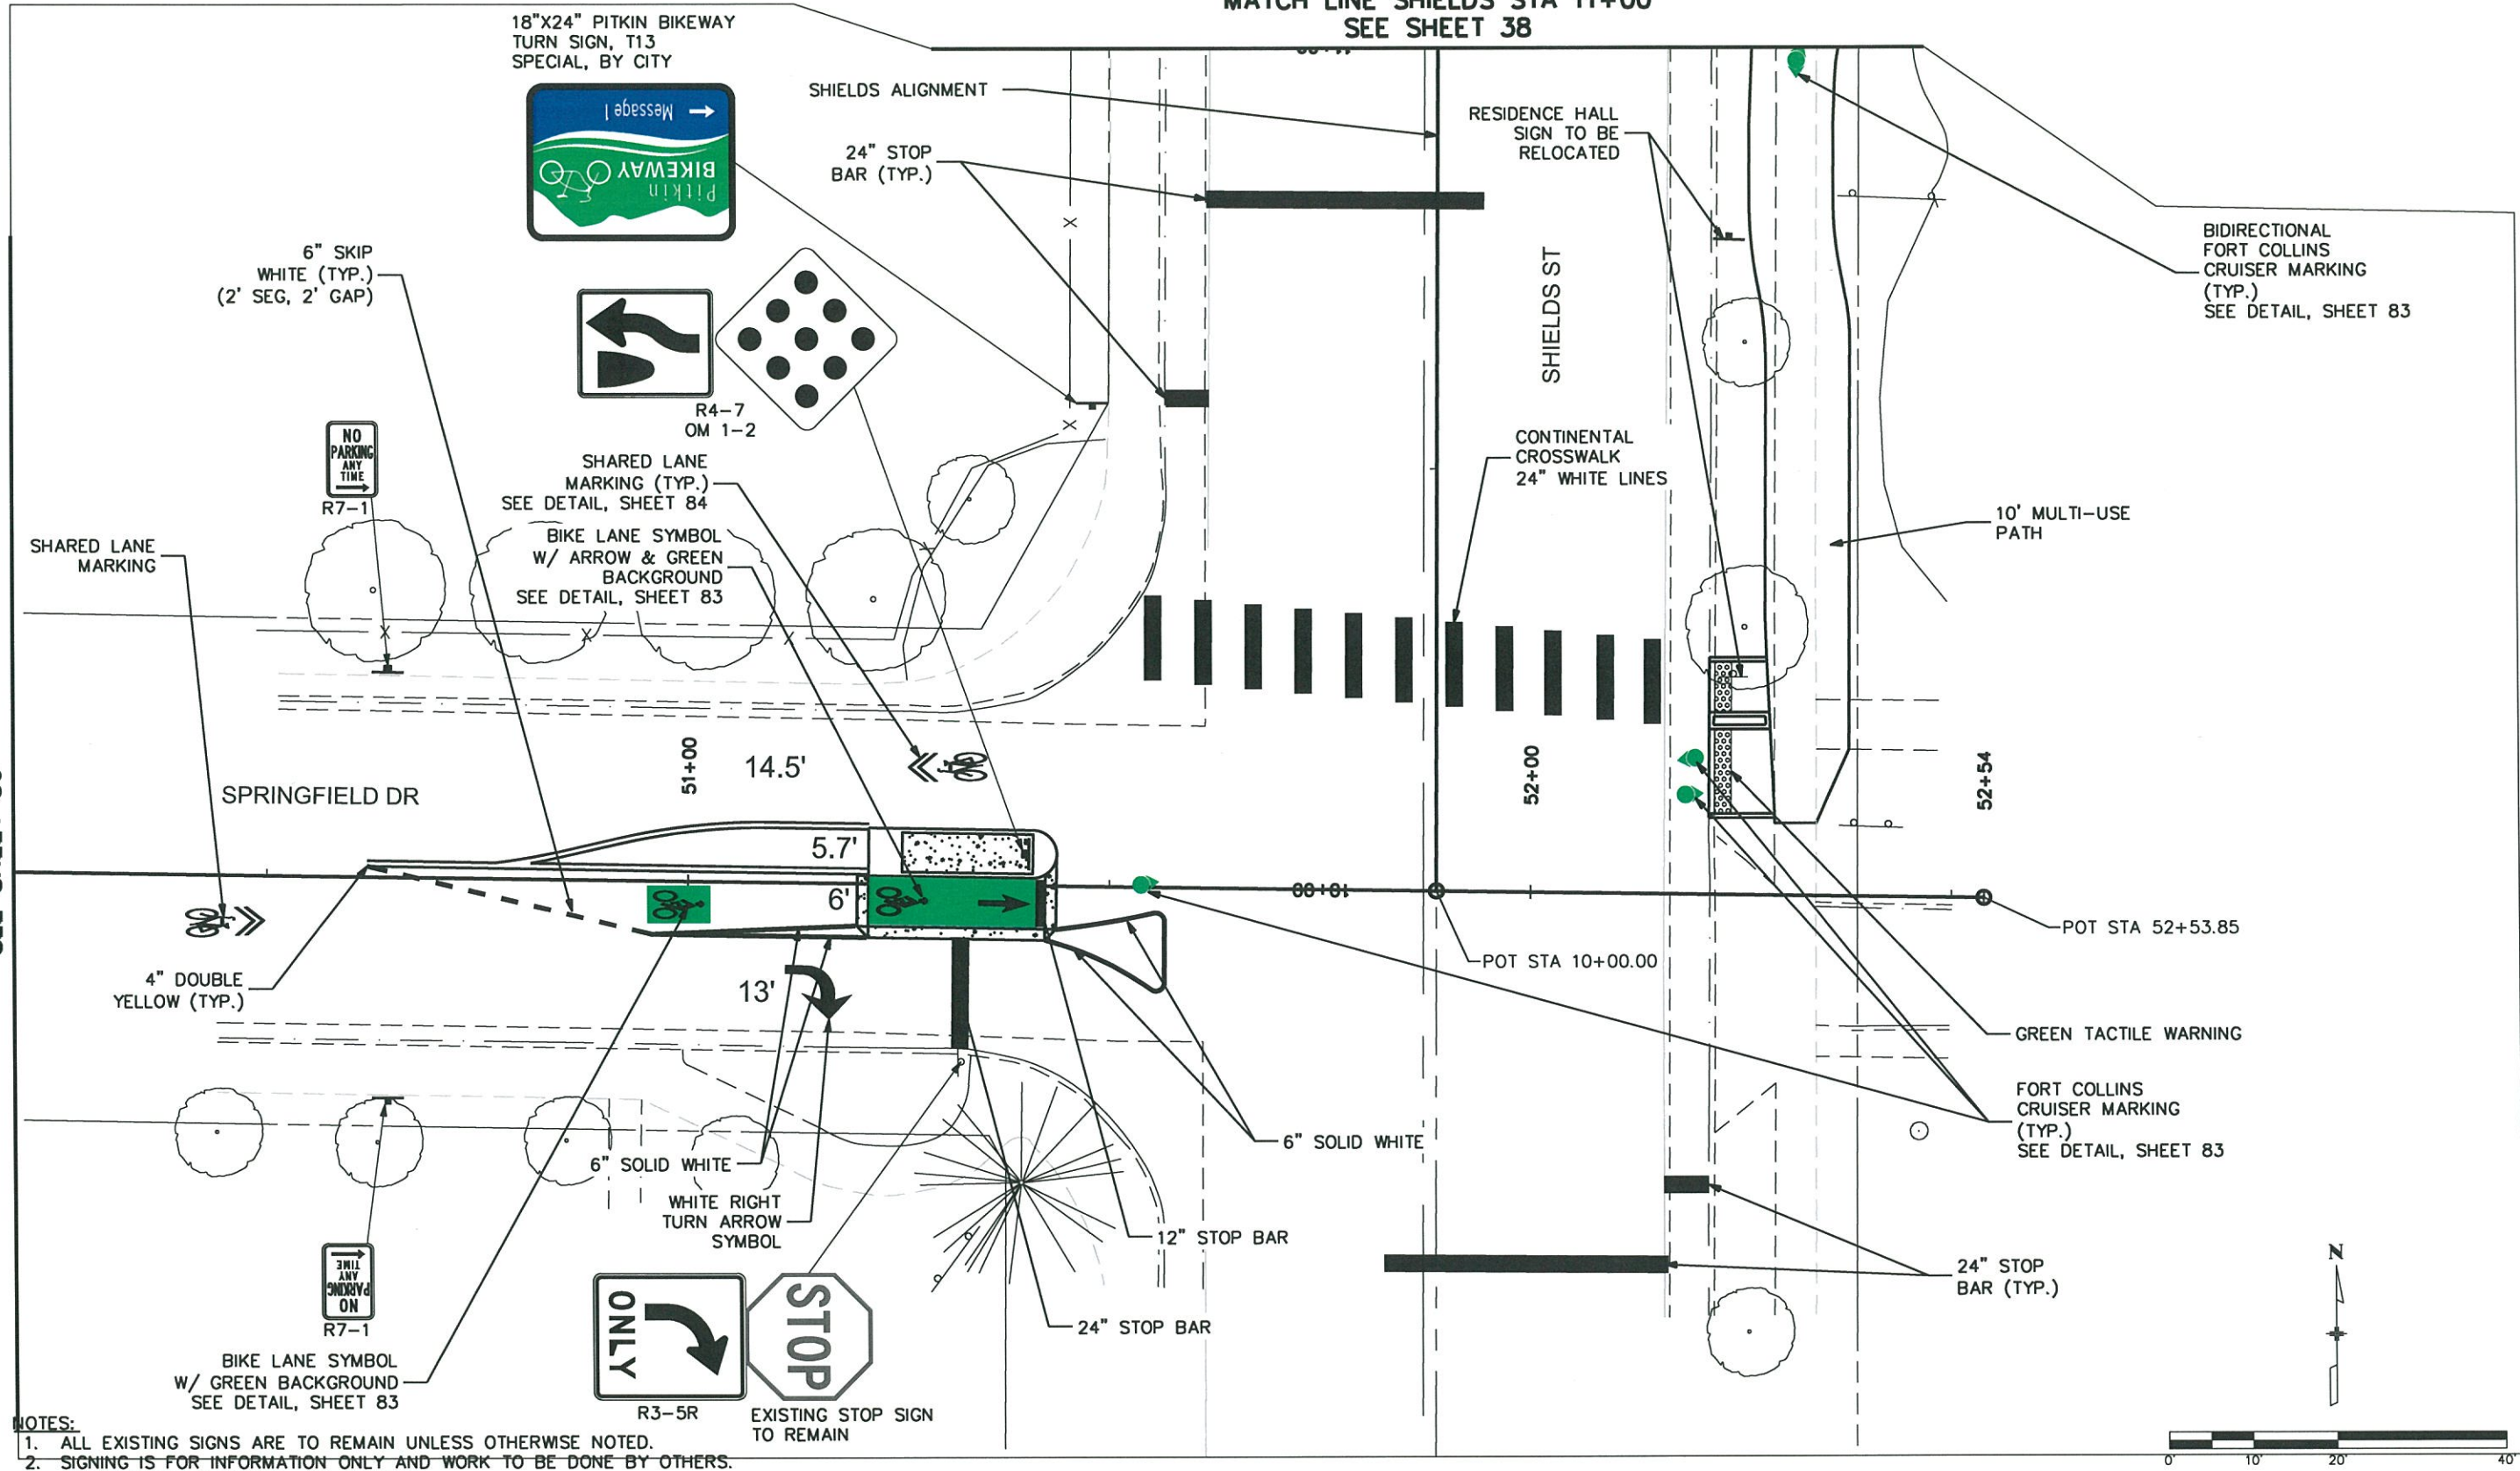 MATCH LINE SHIELDS STA 11+00
SEE SHEET 38
18"X24" PITKIN BIKEWAY
TURN SIGN, T13
SPECIAL, BY CITY
Pitkin
BIKEWAY
Message 1
SHIELDS ALIGNMENT
24" STOP
BAR (TYP.)
RESIDENCE HALL
SIGN TO BE
RELOCATED
6" SKIP
WHITE (TYP.)
(2' SEG, 2' GAP)
SHIELDS ST
BIDIRECTIONAL
FORT COLLINS
CRUISER MARKING
(TYP.)
SEE DETAIL, SHEET 83
R4-7
OM 1-2
NO
PARKING
ANY
TIME
R7-1
SHARED LANE
MARKING (TYP.)
SEE DETAIL, SHEET 84
BIKE LANE SYMBOL
W/ ARROW & GREEN
BACKGROUND
SEE DETAIL, SHEET 83
CONTINENTAL
CROSSWALK
24" WHITE LINES
10' MULTI-USE
PATH
SHARED LANE
MARKING
SPRINGFIELD DR
51+00
14.5'
52+00
52+54
5.7'
6'
13'
10+00
POT STA 52+53.85
POT STA 10+00.00
4" DOUBLE
YELLOW (TYP.)
GREEN TACTILE WARNING
FORT COLLINS
CRUISER MARKING
(TYP.)
SEE DETAIL, SHEET 83
6" SOLID WHITE
6" SOLID WHITE
WHITE RIGHT
TURN ARROW
SYMBOL
12" STOP BAR
24" STOP BAR
24" STOP
BAR (TYP.)
NO
PARKING
ANY
TIME
R7-1
ONLY
STOP
R3-5R
EXISTING STOP SIGN
TO REMAIN
BIKE LANE SYMBOL
W/ GREEN BACKGROUND
SEE DETAIL, SHEET 83
N
0' 10' 20' 40'
NOTES:
1. ALL EXISTING SIGNS ARE TO REMAIN UNLESS OTHERWISE NOTED.
2. SIGNING IS FOR INFORMATION ONLY AND WORK TO BE DONE BY OTHERS.